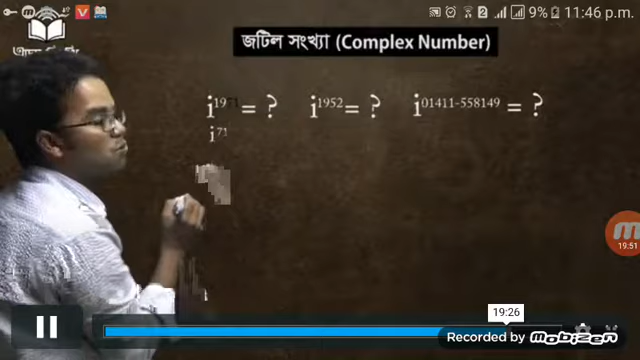 9% 11:46 p.m.
জটিল সংখ্যা (Complex Number)
i¹⁹⁷¹ = ? i¹⁹⁵² = ? i⁰¹⁴¹¹⁻⁵⁵⁸¹⁴⁹ = ?
i⁷¹
19:51
19:26
Recorded by mobizen